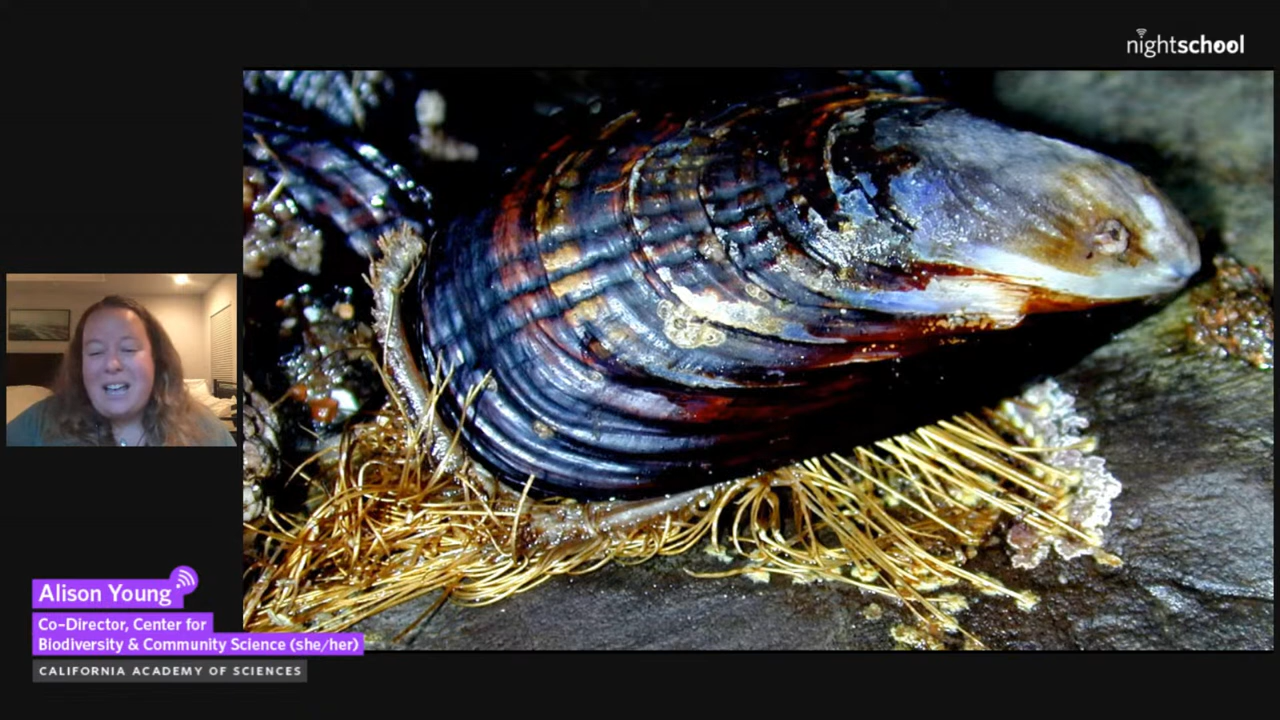 nightschool
Alison Young
Co-Director, Center for
Biodiversity & Community Science (she/her)
CALIFORNIA ACADEMY OF SCIENCES